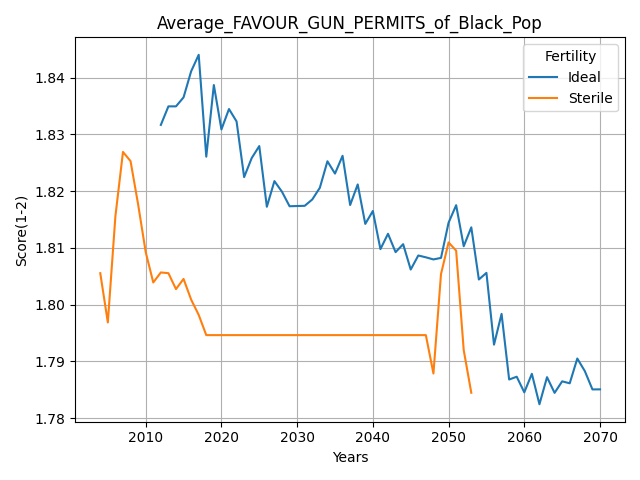 Average_FAVOUR_GUN_PERMITS_of_Black_Pop
Fertility
Ideal
Sterile
Score(1-2)
1.84
1.83
1.82
1.81
1.80
1.79
1.78
2010 2020 2030 2040 2050 2060 2070
Years